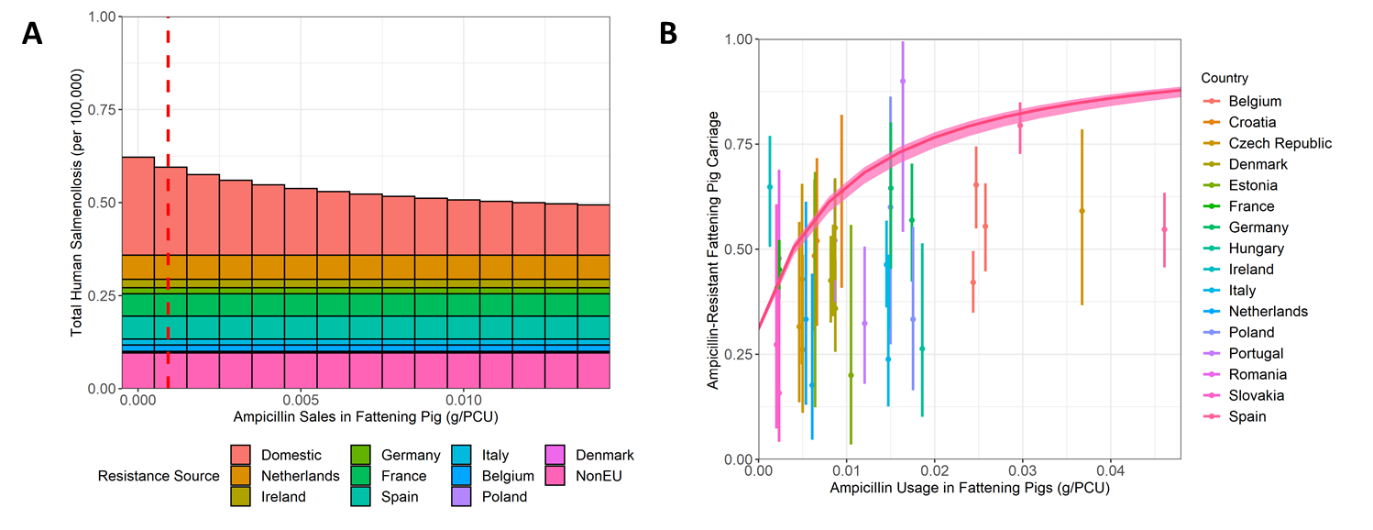 A
Total Human Salmenollosis (per 100,000)
1.00
0.75
0.50
0.25
0.00
0.000 0.005 0.010
Ampicillin Sales in Fattening Pig (g/PCU)
Resistance Source
Domestic Germany Italy Denmark
Netherlands France Belgium NonEU
Ireland Spain Poland
B
Ampicillin-Resistant Fattening Pig Carriage
1.00
0.75
0.50
0.25
0.00
0.00 0.01 0.02 0.03 0.04
Ampicillin Usage in Fattening Pigs (g/PCU)
Country
Belgium
Croatia
Czech Republic
Denmark
Estonia
France
Germany
Hungary
Ireland
Italy
Netherlands
Poland
Portugal
Romania
Slovakia
Spain